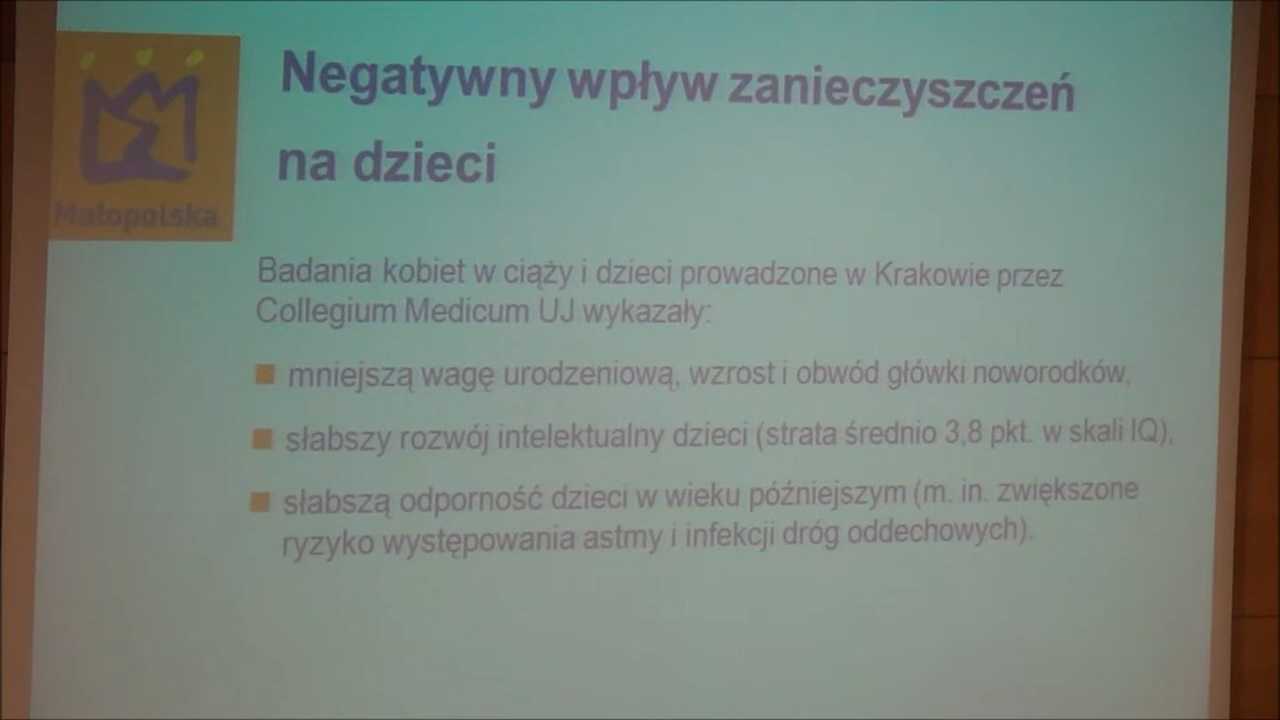 Negatywny wpływ zanieczyszczeń
na dzieci
Małopolska
Badania kobiet w ciąży i dzieci prowadzone w Krakowie przez
Collegium Medicum UJ wykazały:
mniejszą wagę urodzeniową, wzrost i obwód główki noworodków,
słabszy rozwój intelektualny dzieci (strata średnio 3,8 pkt. w skali IQ),
słabszą odporność dzieci w wieku późniejszym (m. in. zwiększone
ryzyko występowania astmy i infekcji dróg oddechowych).